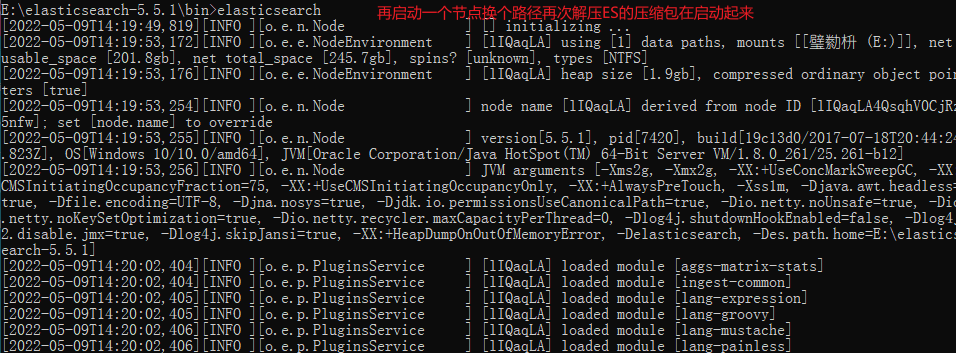 E:\elasticsearch-5.5.1\bin>elasticsearch
再启动一个节点换个路径再次解压ES的压缩包在启动起来
[2022-05-09T14:19:49,819][INFO ][o.e.n.Node               ] [] initializing ...
[2022-05-09T14:19:53,172][INFO ][o.e.e.NodeEnvironment    ] [lIQaqLA] using [1] data paths, mounts [[鐾勬枡 (E:)]], net
usable_space [201.8gb], net total_space [245.7gb], spins? [unknown], types [NTFS]
[2022-05-09T14:19:53,176][INFO ][o.e.e.NodeEnvironment    ] [lIQaqLA] heap size [1.9gb], compressed ordinary object poin
ters [true]
[2022-05-09T14:19:53,254][INFO ][o.e.n.Node               ] node name [lIQaqLA] derived from node ID [lIQaqLA4QsqhVOCjRz
5nfw]; set [node.name] to override
[2022-05-09T14:19:53,255][INFO ][o.e.n.Node               ] version[5.5.1], pid[7420], build[19c13d0/2017-07-18T20:44:24
.823Z], OS[Windows 10/10.0/amd64], JVM[Oracle Corporation/Java HotSpot(TM) 64-Bit Server VM/1.8.0_261/25.261-b12]
[2022-05-09T14:19:53,256][INFO ][o.e.n.Node               ] JVM arguments [-Xms2g, -Xmx2g, -XX:+UseConcMarkSweepGC, -XX
CMSInitiatingOccupancyFraction=75, -XX:+UseCMSInitiatingOccupancyOnly, -XX:+AlwaysPreTouch, -Xss1m, -Djava.awt.headless=
true, -Dfile.encoding=UTF-8, -Djna.nosys=true, -Djdk.io.permissionsUseCanonicalPath=true, -Dio.netty.noUnsafe=true, -Dic
.netty.noKeySetOptimization=true, -Dio.netty.recycler.maxCapacityPerThread=0, -Dlog4j.shutdownHookEnabled=false, -Dlog4
2.disable.jmx=true, -Dlog4j.skipJansi=true, -XX:+HeapDumpOnOutOfMemoryError, -Delasticsearch, -Des.path.home=E:\elastics
earch-5.5.1]
[2022-05-09T14:20:02,404][INFO ][o.e.p.PluginsService     ] [lIQaqLA] loaded module [aggs-matrix-stats]
[2022-05-09T14:20:02,404][INFO ][o.e.p.PluginsService     ] [lIQaqLA] loaded module [ingest-common]
[2022-05-09T14:20:02,405][INFO ][o.e.p.PluginsService     ] [lIQaqLA] loaded module [lang-expression]
[2022-05-09T14:20:02,405][INFO ][o.e.p.PluginsService     ] [lIQaqLA] loaded module [lang-groovy]
[2022-05-09T14:20:02,406][INFO ][o.e.p.PluginsService     ] [lIQaqLA] loaded module [lang-mustache]
[2022-05-09T14:20:02,406][INFO ][o.e.p.PluginsService     ] [lIQaqLA] loaded module [lang-painless]